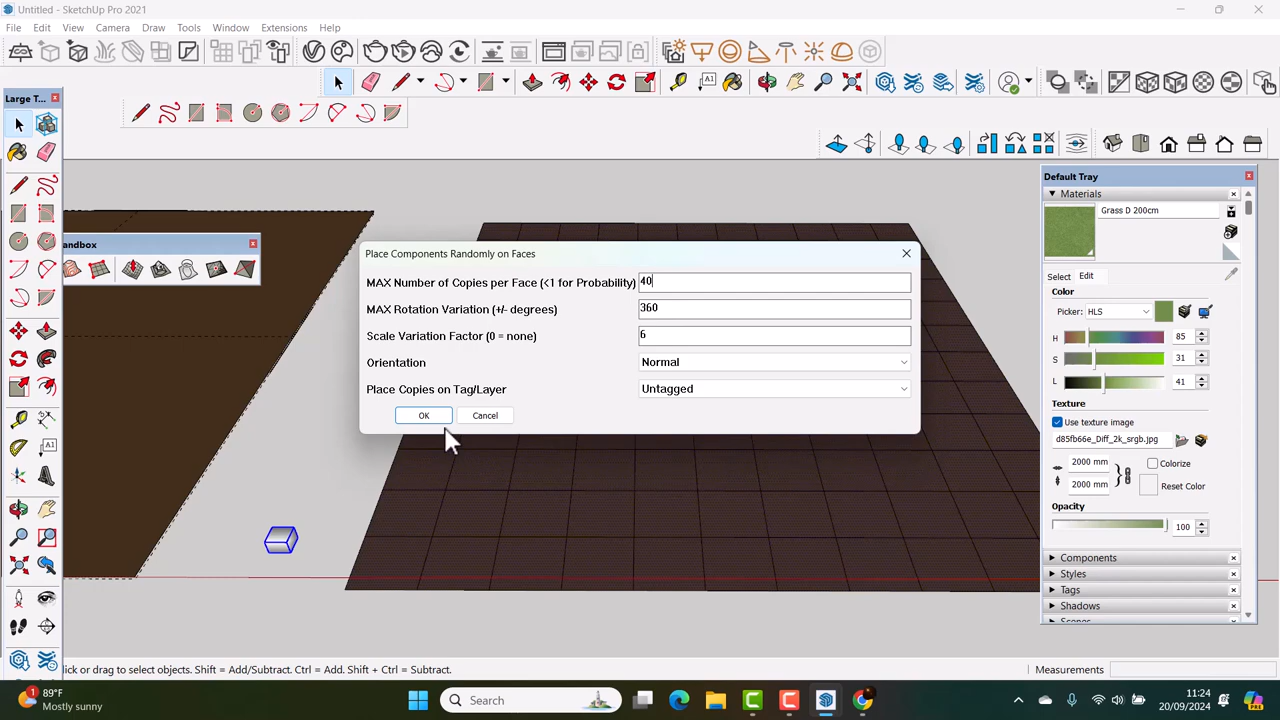 Untitled - SketchUp Pro 2021
File Edit View Camera Draw Tools Window Extensions Help
Large T...
andbox
Place Components Randomly on Faces
MAX Number of Copies per Face (<1 for Probability) 40
MAX Rotation Variation (+/- degrees) 360
Scale Variation Factor (0 = none) 6
Orientation Normal
Place Copies on Tag/Layer Untagged
OK Cancel
Default Tray
Materials
Grass D 200cm
Select Edit
Color
Picker: HLS
H 85
S 31
L 41
Texture
Use texture image
d85fb66e_Diff_2k_srgb.jpg
2000 mm Colorize
2000 mm Reset Color
Opacity
100
Components
Styles
Tags
Shadows
Scenes
lick or drag to select objects. Shift = Add/Subtract. Ctrl = Add. Shift + Ctrl = Subtract.
Measurements
1
89°F
Mostly sunny
Search
11:24
20/09/2024